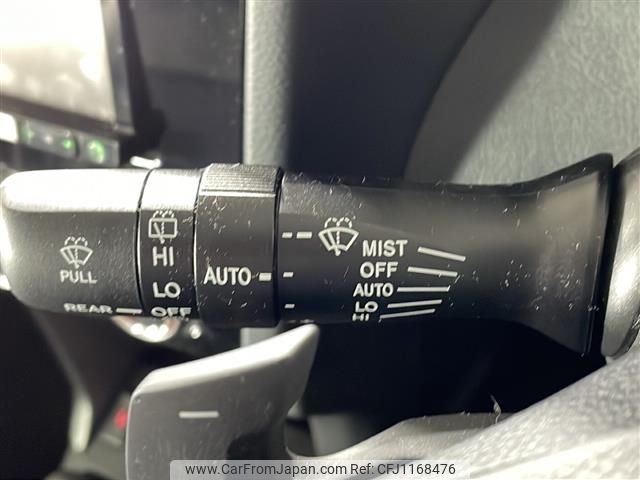 PULL
REAR
HI
LO
OFF
AUTO
MIST
OFF
AUTO
LO
HI
www.CarFromJapan.com | Ref:CFJ1168476